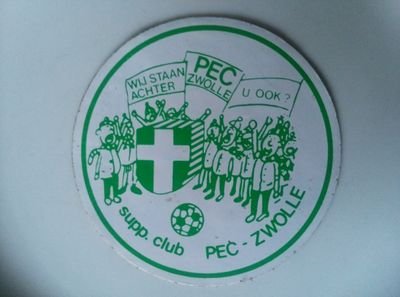 WIJ STAAN
ACHTER
PEC
ZWOLLE
U OOK?
supp. club PEC - ZWOLLE